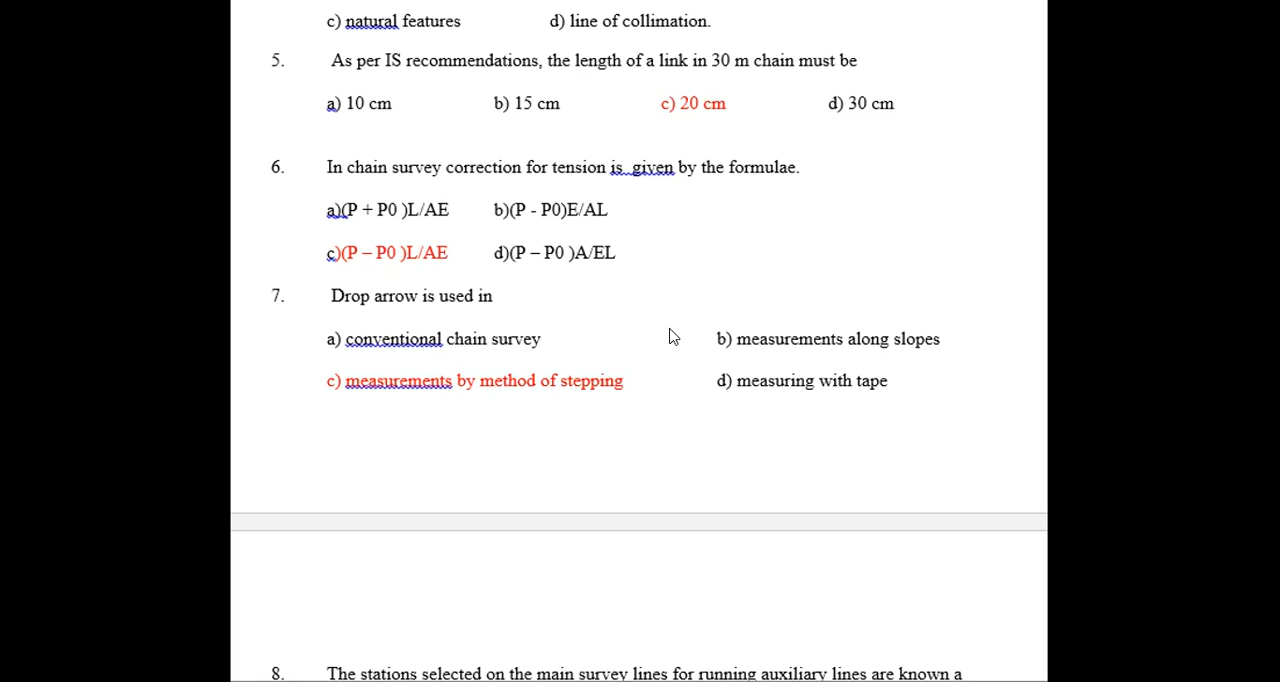 c) natural features d) line of collimation.
5. As per IS recommendations, the length of a link in 30 m chain must be
a) 10 cm b) 15 cm c) 20 cm d) 30 cm
6. In chain survey correction for tension is given by the formulae.
a)(P + P0 )L/AE b)(P - P0)E/AL
c)(P – P0 )L/AE d)(P – P0 )A/EL
7. Drop arrow is used in
a) conventional chain survey b) measurements along slopes
c) measurements by method of stepping d) measuring with tape
8. The stations selected on the main survey lines for running auxiliary lines are known a